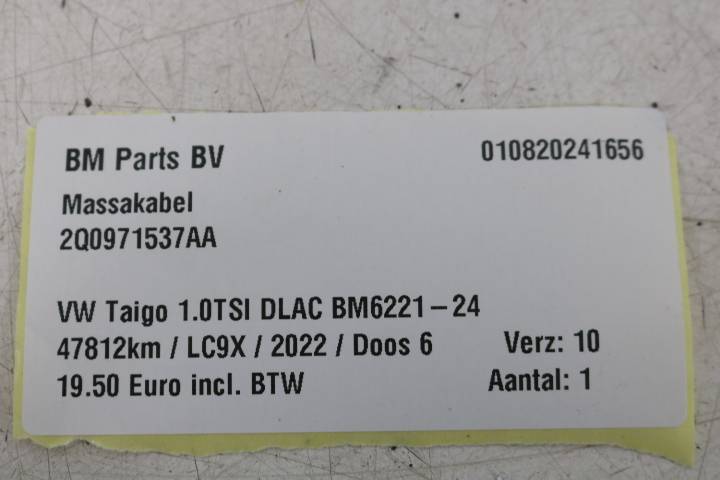 BM Parts BV 010820241656
Massakabel
2Q0971537AA
VW Taigo 1.0TSI DLAC BM6221-24
47812km / LC9X / 2022 / Doos 6 Verz: 10
19.50 Euro incl. BTW Aantal: 1